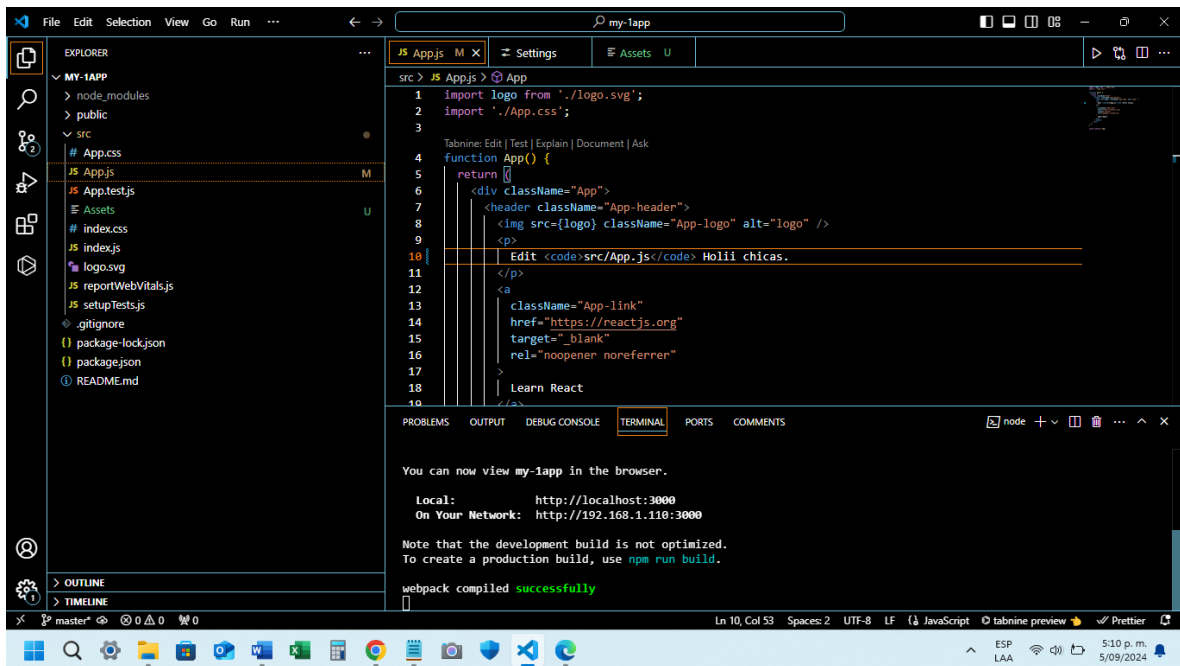 File Edit Selection View Go Run ··· my-1app
EXPLORER ···
MY-1APP
node_modules
public
src
# App.css
JS App.js M
JS App.test.js
Assets U
# index.css
JS index.js
logo.svg
JS reportWebVitals.js
JS setupTests.js
.gitignore
{} package-lock.json
{} package.json
README.md
OUTLINE
TIMELINE
JS App.js M Settings Assets U
src > JS App.js > App
1 import logo from './logo.svg';
2 import './App.css';
3
Tabnine: Edit | Test | Explain | Document | Ask
4 function App() {
5 return (
6 <div className="App">
7 <header className="App-header">
8 <img src={logo} className="App-logo" alt="logo" />
9 <p>
10 Edit <code>src/App.js</code> Holii chicas.
11 </p>
12 <a
13 className="App-link"
14 href="https://reactjs.org"
15 target="_blank"
16 rel="noopener noreferrer"
17 >
18 Learn React
19 </a>
PROBLEMS OUTPUT DEBUG CONSOLE TERMINAL PORTS COMMENTS node
You can now view my-1app in the browser.
Local: http://localhost:3000
On Your Network: http://192.168.1.110:3000
Note that the development build is not optimized.
To create a production build, use npm run build.
webpack compiled successfully
2
1
master* 0 0 0 Ln 10, Col 53 Spaces: 2 UTF-8 LF JavaScript tabnine preview Prettier
ESP
LAA
5:10 p. m.
5/09/2024